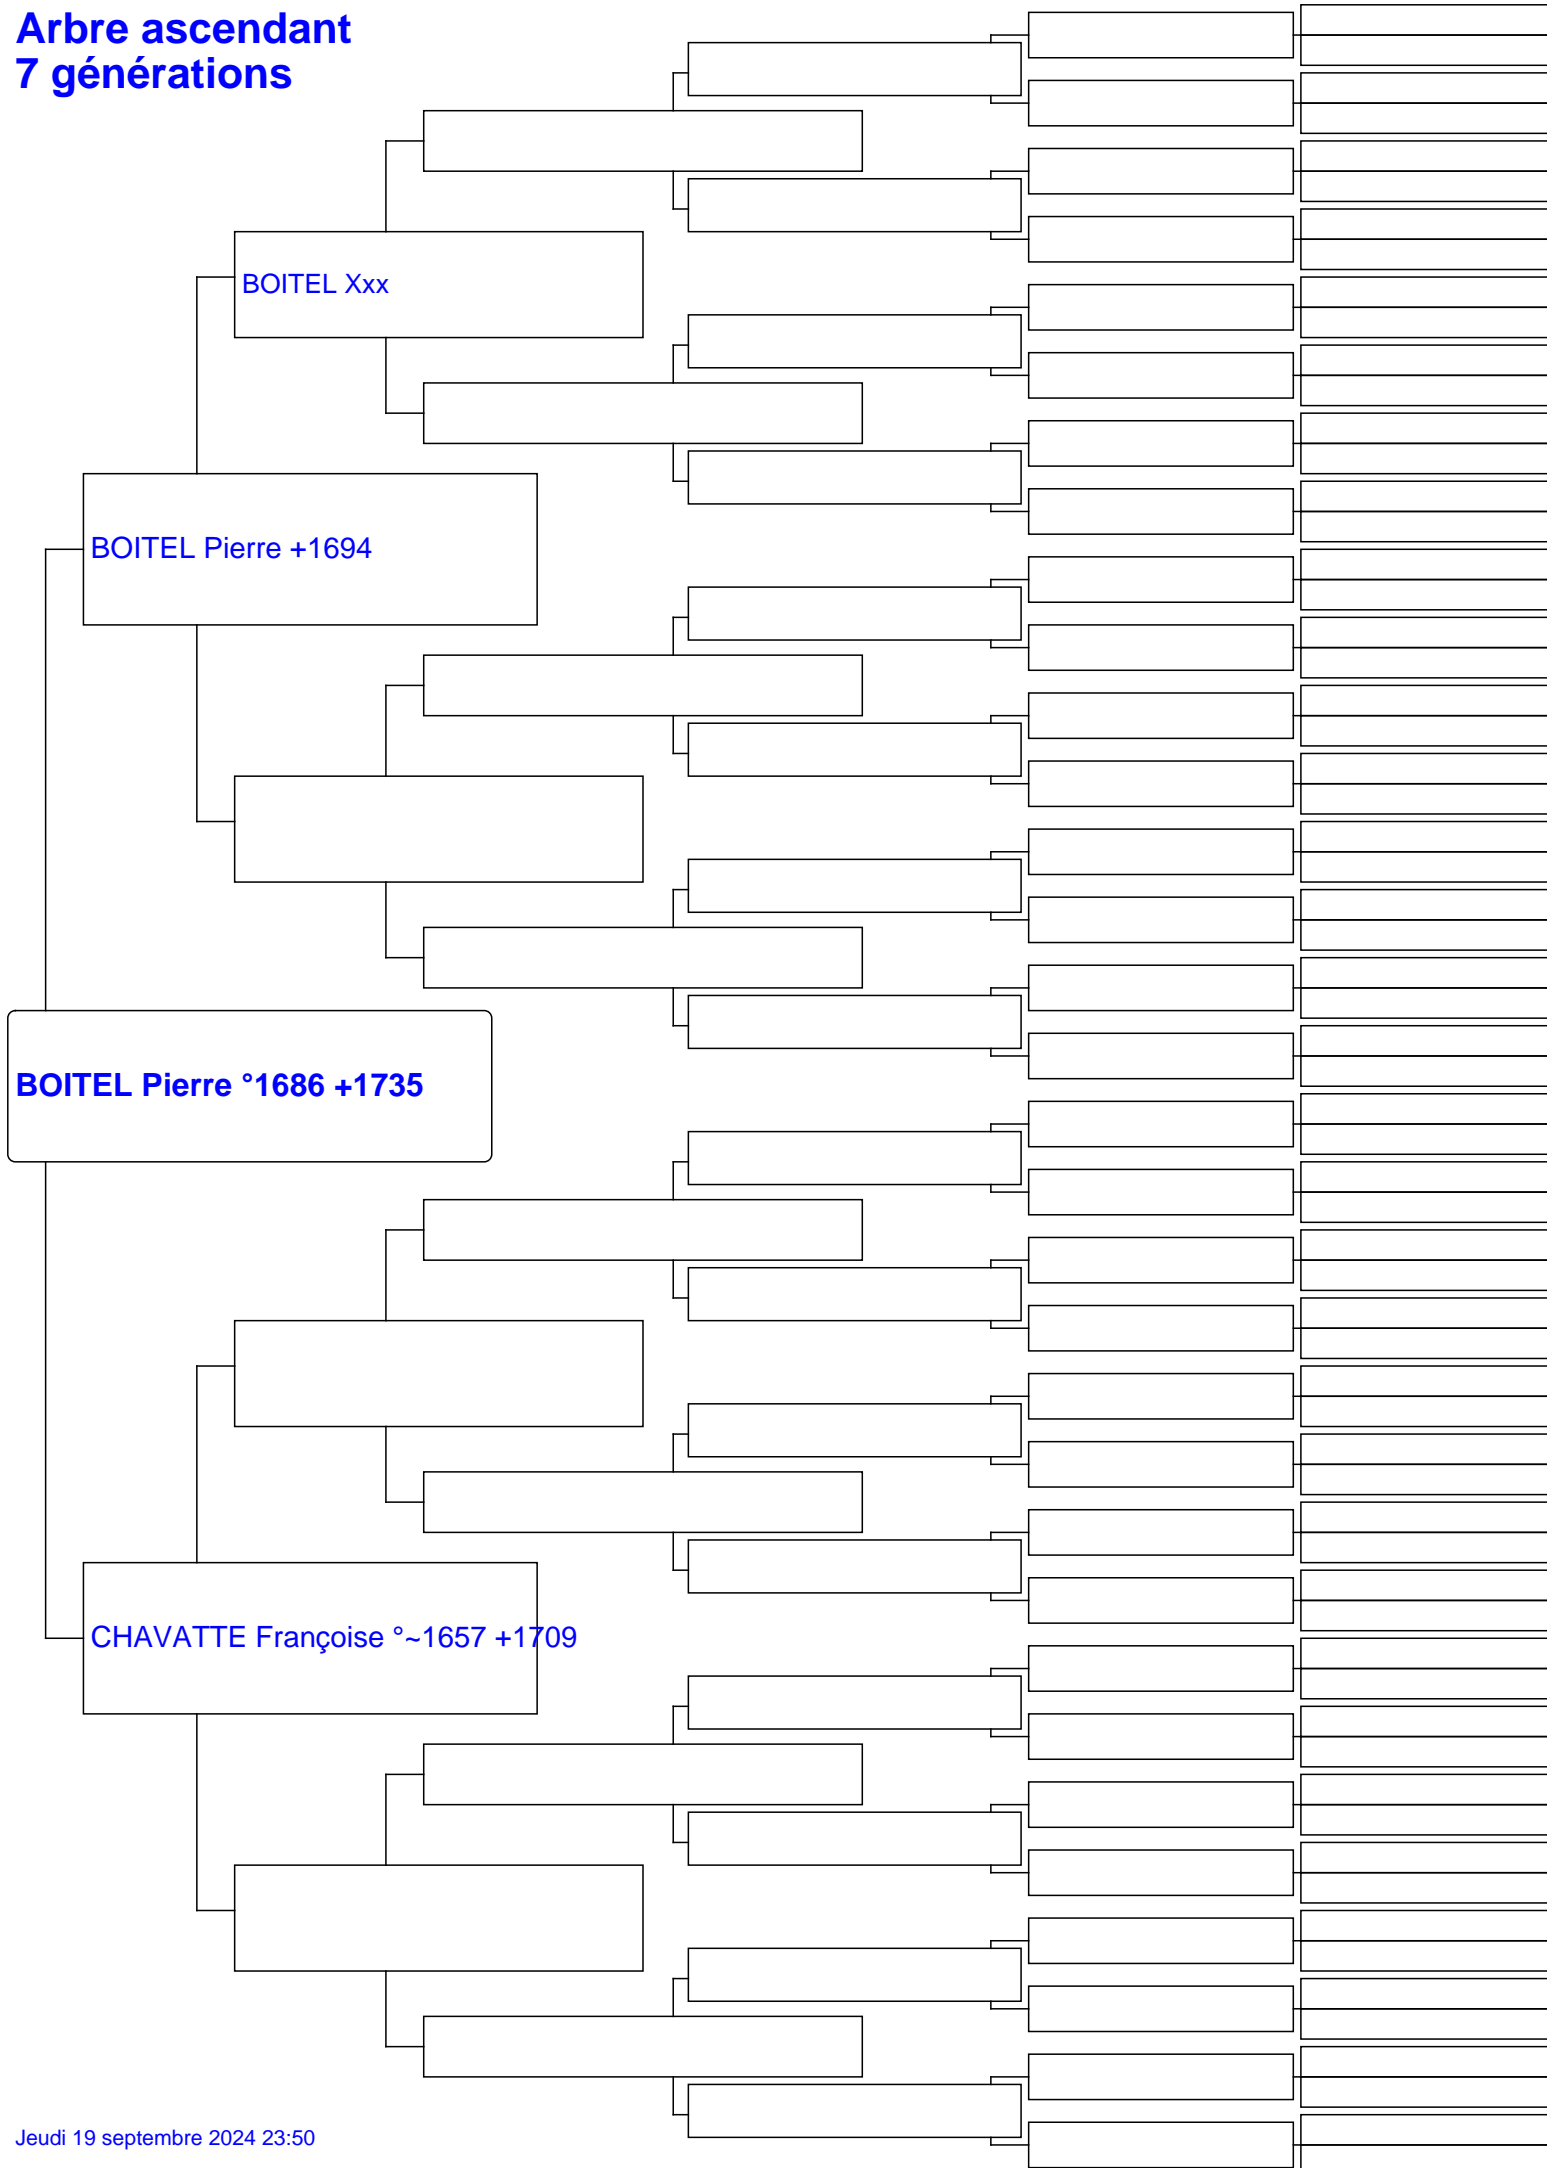 Arbre ascendant
7 générations
BOITEL Xxx
BOITEL Pierre +1694
BOITEL Pierre °1686 +1735
CHAVATTE Françoise °~1657 +1709
Jeudi 19 septembre 2024 23:50